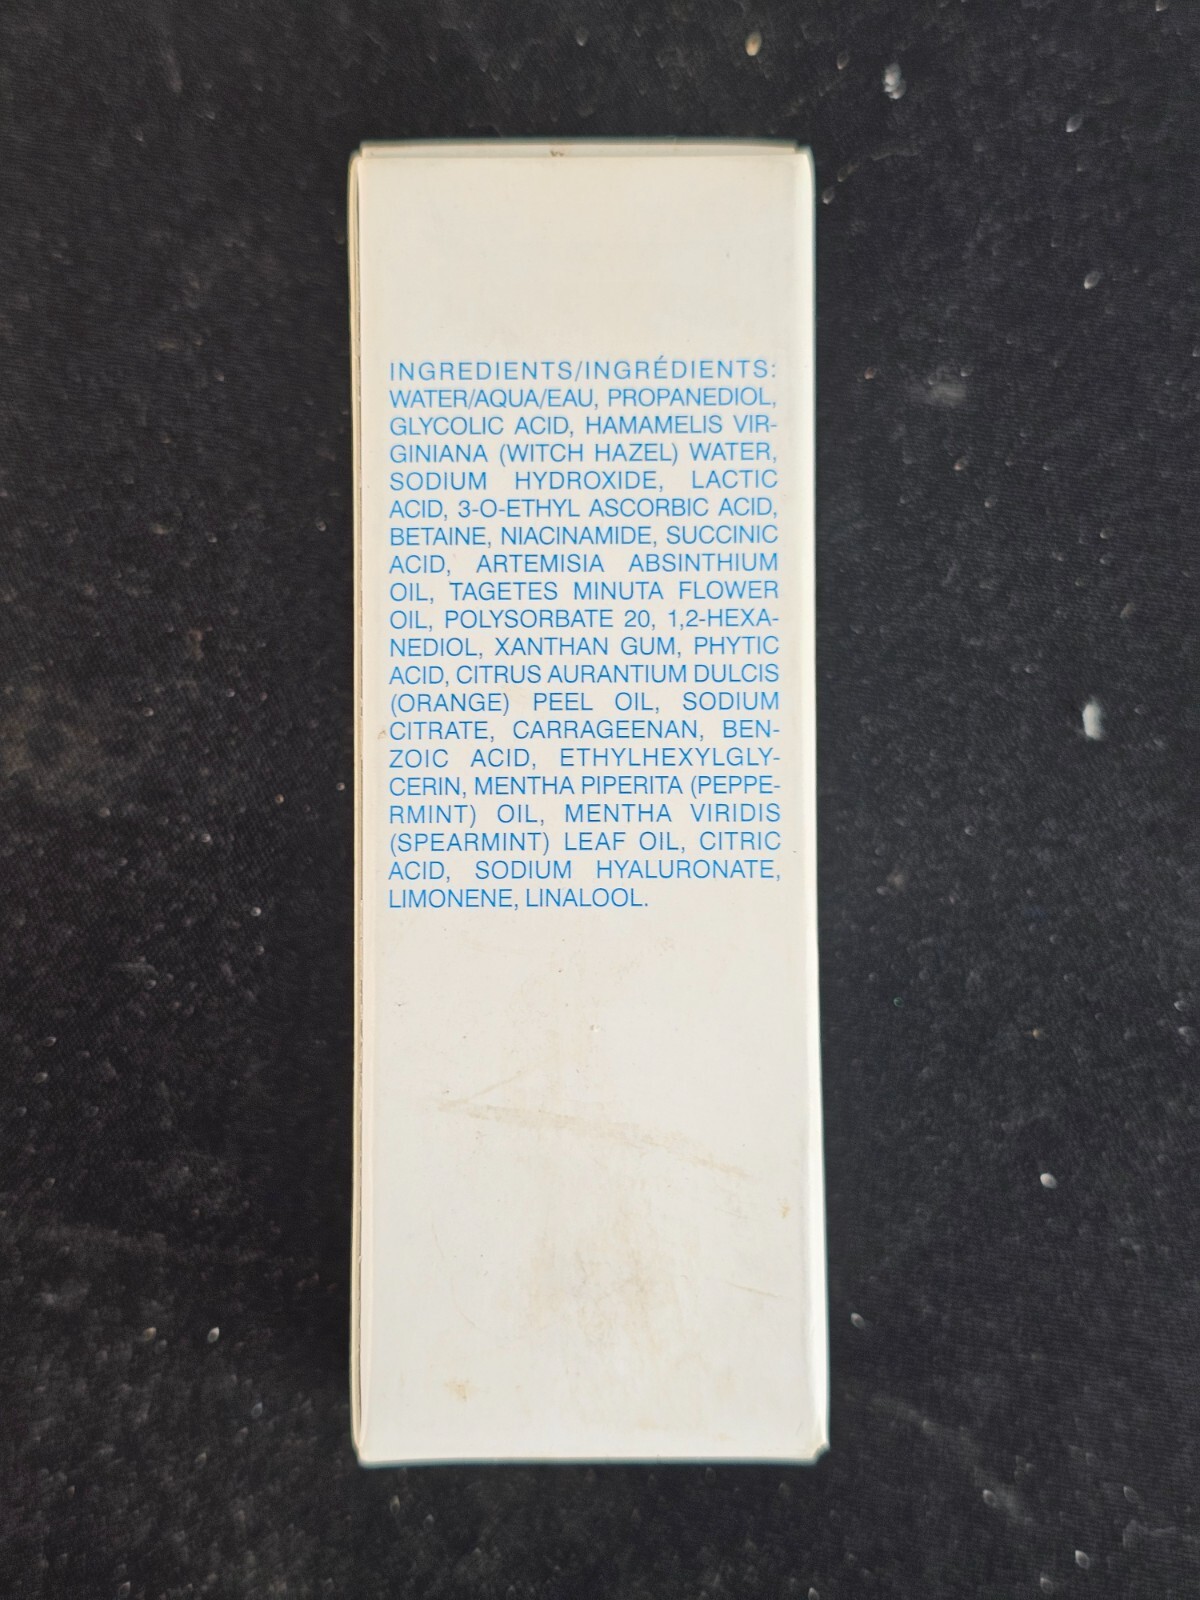 INGREDIENTS/INGRÉDIENTS:
WATER/AQUA/EAU, PROPANEDIOL,
GLYCOLIC ACID, HAMAMELIS VIR-
GINIANA (WITCH HAZEL) WATER,
SODIUM HYDROXIDE, LACTIC
ACID, 3-O-ETHYL ASCORBIC ACID,
BETAINE, NIACINAMIDE, SUCCINIC
ACID, ARTEMISIA ABSINTHIUM
OIL, TAGETES MINUTA FLOWER
OIL, POLYSORBATE 20, 1,2-HEXA-
NEDIOL, XANTHAN GUM, PHYTIC
ACID, CITRUS AURANTIUM DULCIS
(ORANGE) PEEL OIL, SODIUM
CITRATE, CARRAGEENAN, BEN-
ZOIC ACID, ETHYLHEXYLGLY-
CERIN, MENTHA PIPERITA (PEPPE-
RMINT) OIL, MENTHA VIRIDIS
(SPEARMINT) LEAF OIL, CITRIC
ACID, SODIUM HYALURONATE,
LIMONENE, LINALOOL.